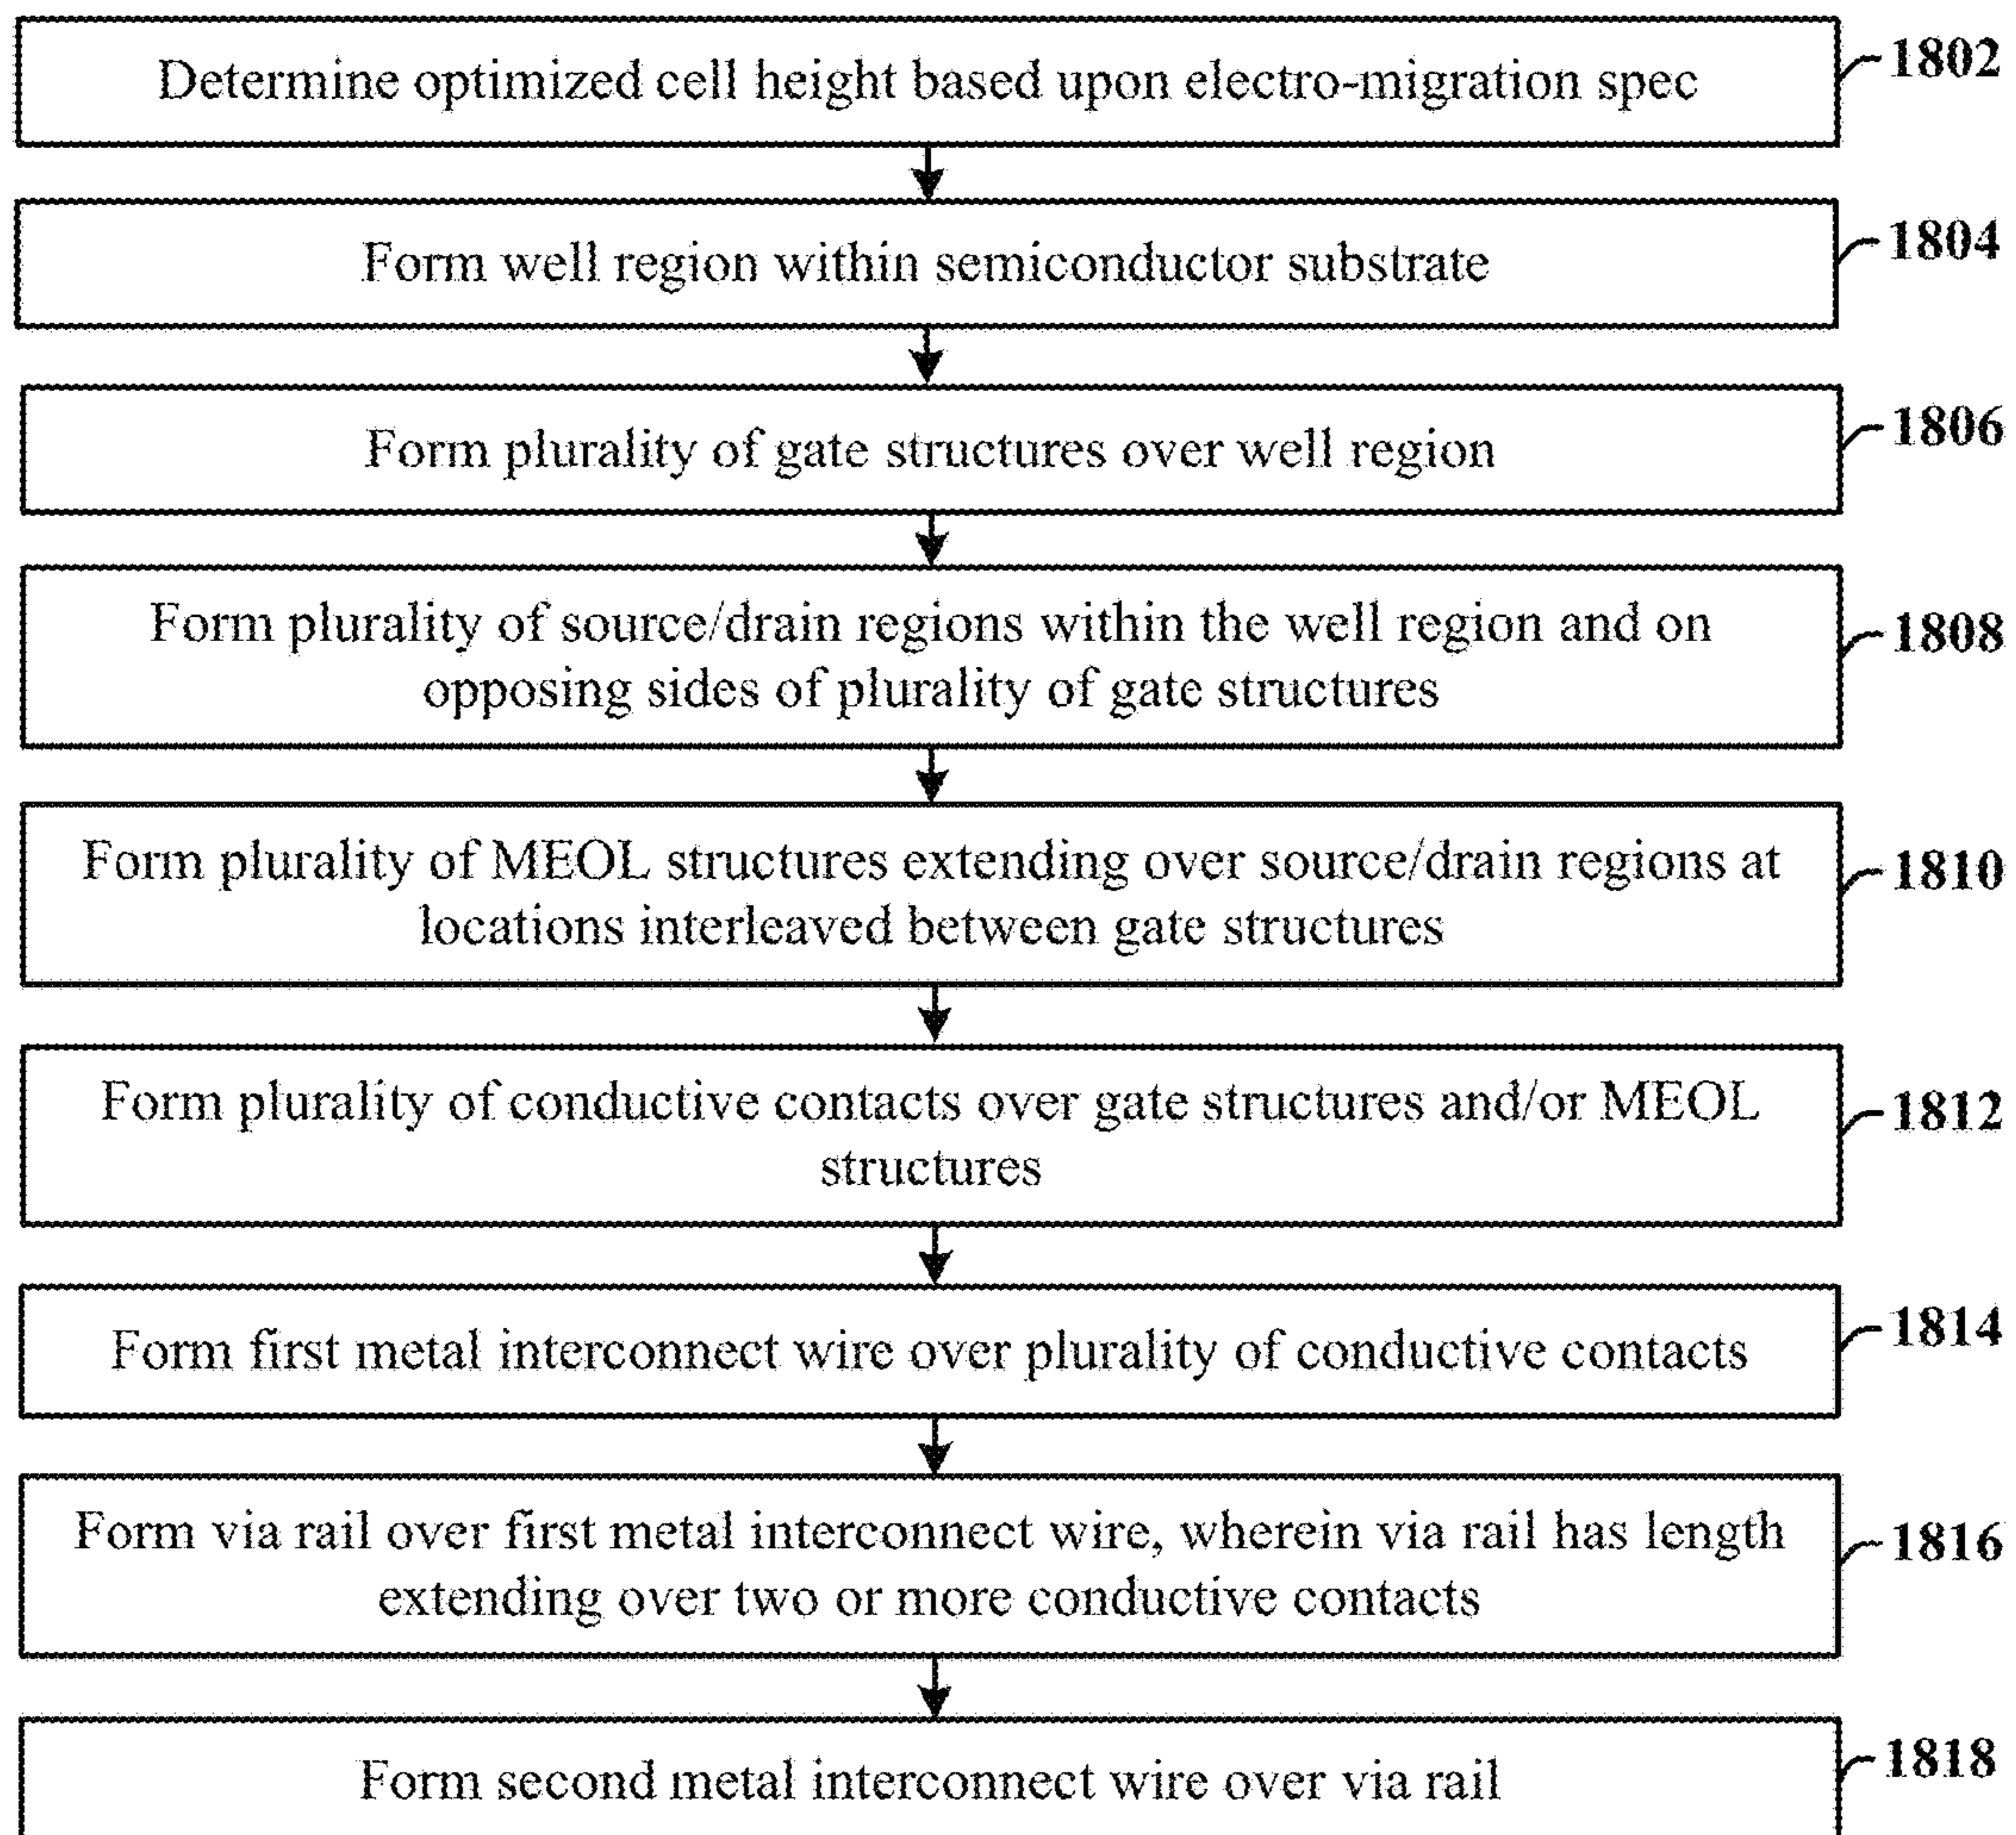 Determine optimized cell height based upon electro-migration spec
1802
Form well region within semiconductor substrate
1804
Form plurality of gate structures over well region
1806
Form plurality of source/drain regions within the well region and on
opposing sides of plurality of gate structures
1808
Form plurality of MEOL structures extending over source/drain regions at
locations interleaved between gate structures
1810
Form plurality of conductive contacts over gate structures and/or MEOL
structures
1812
Form first metal interconnect wire over plurality of conductive contacts
1814
Form via rail over first metal interconnect wire, wherein via rail has length
extending over two or more conductive contacts
1816
Form second metal interconnect wire over via rail
1818